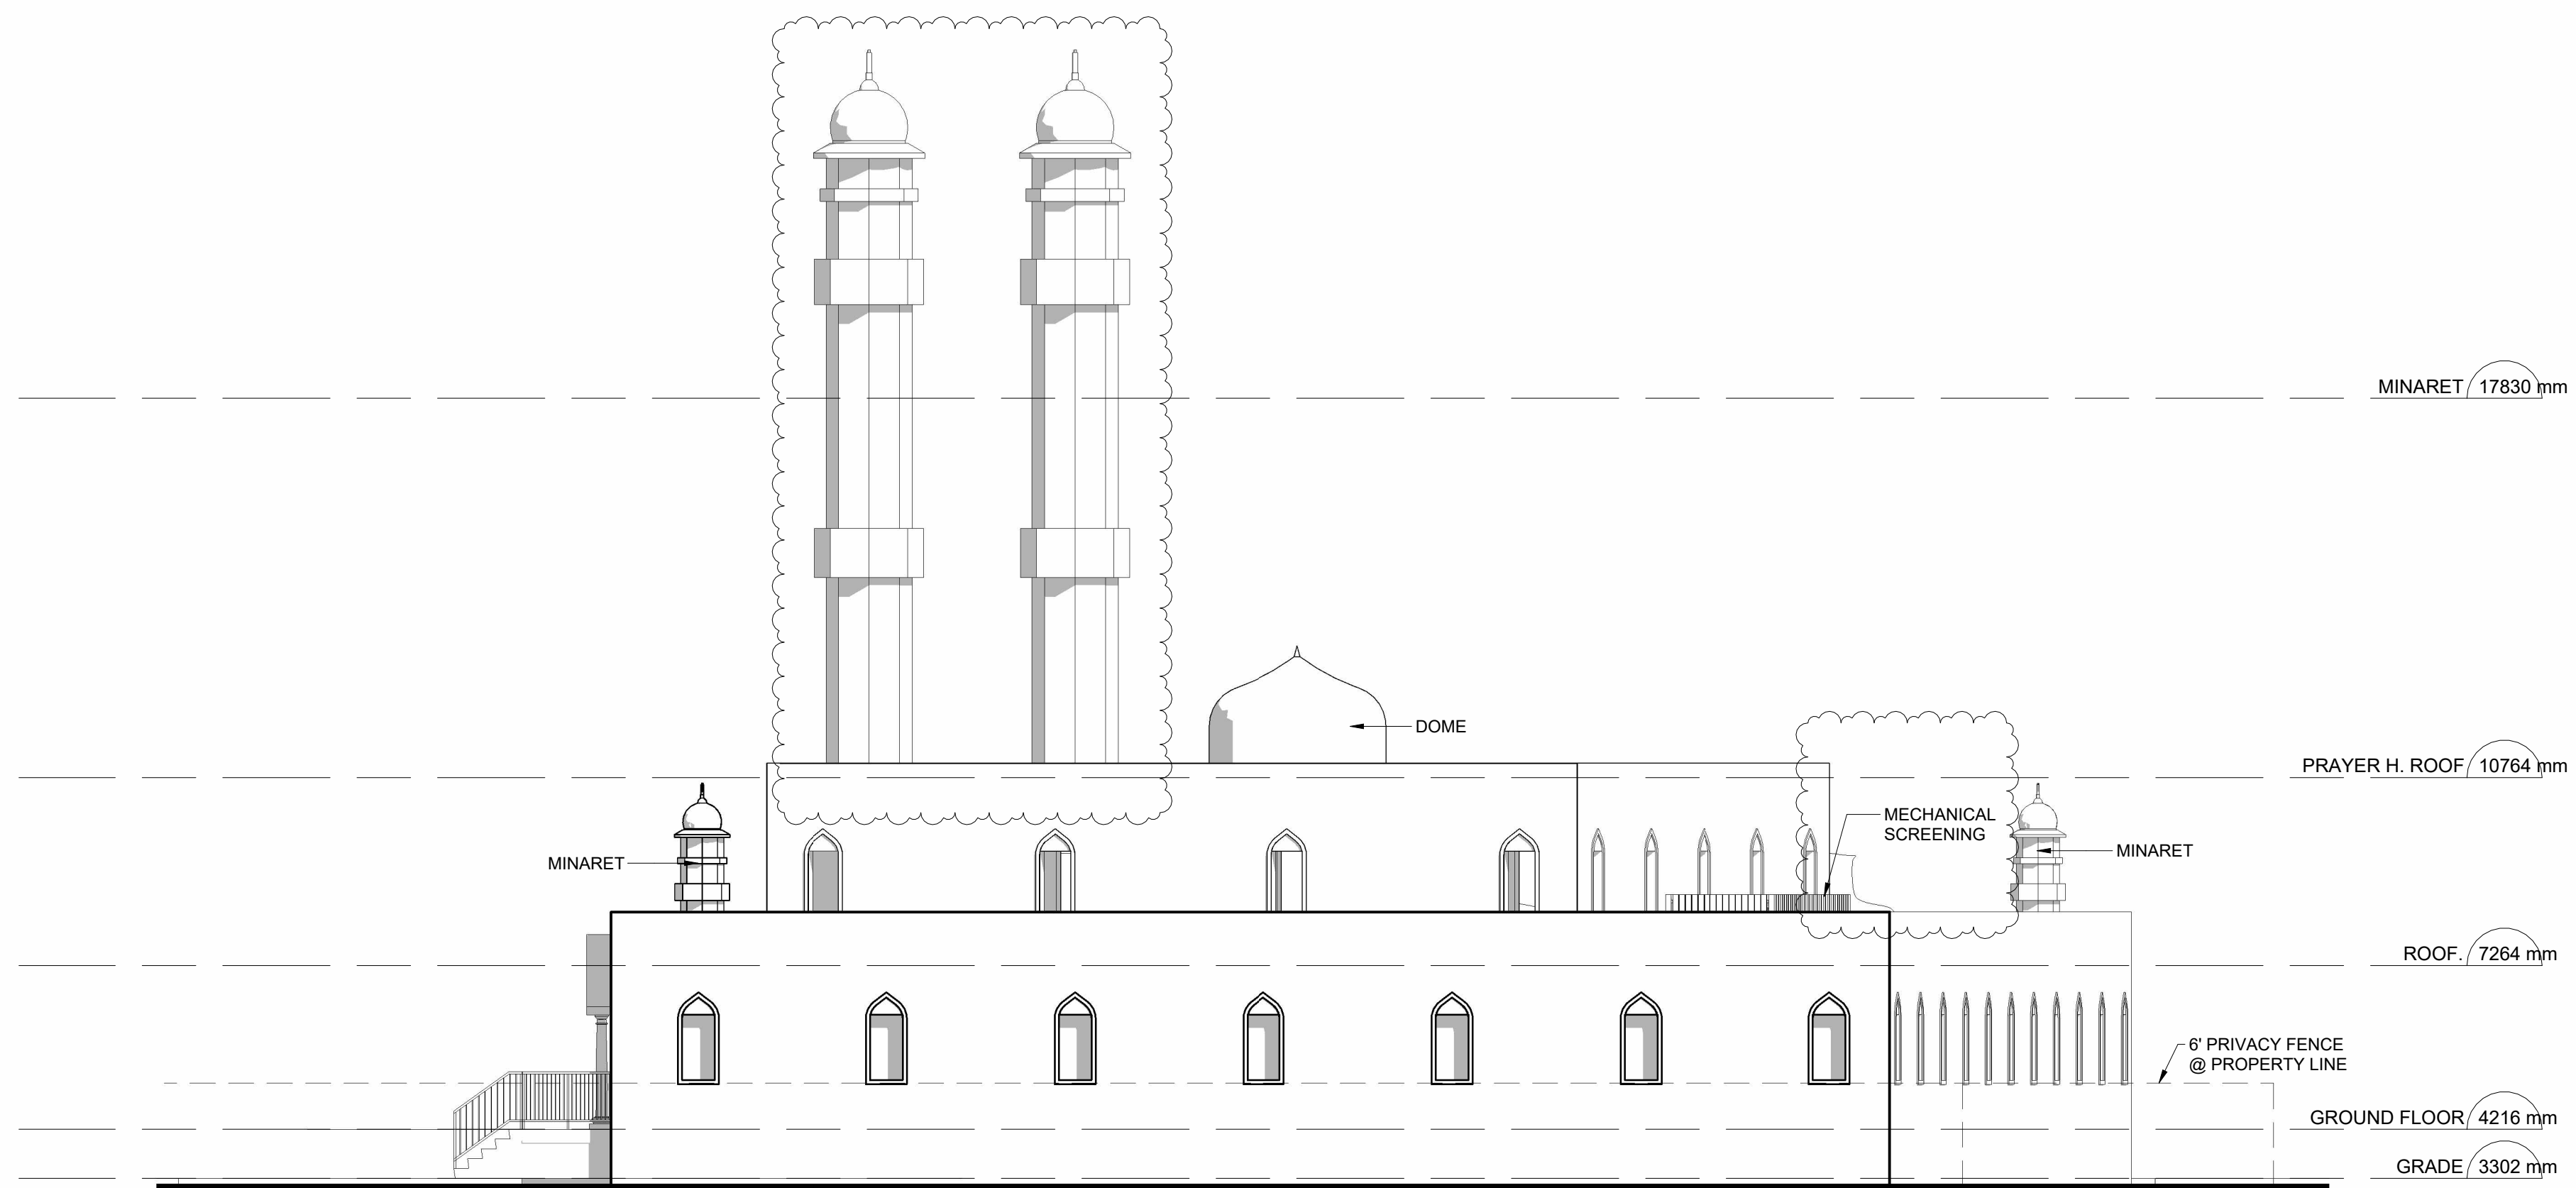 MINARET 17830 mm
DOME
PRAYER H. ROOF 10764 mm
MECHANICAL
SCREENING
MINARET
MINARET
ROOF. 7264 mm
6' PRIVACY FENCE
@ PROPERTY LINE
GROUND FLOOR 4216 mm
GRADE 3302 mm